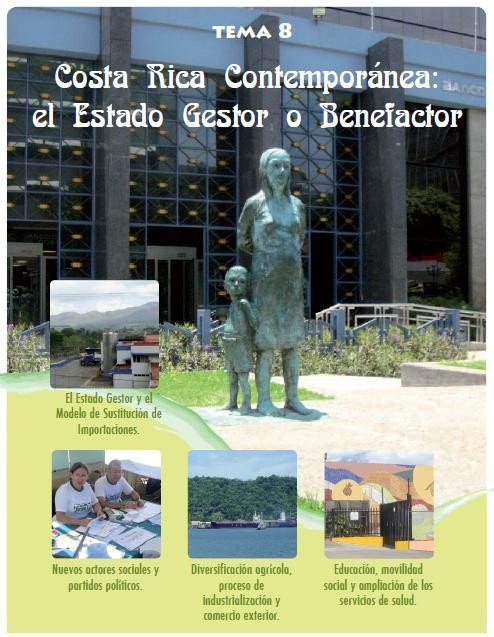 TEMA 8
Costa Rica Contemporánea:
el Estado Gestor o Benefactor
BANCO
El Estado Gestor y el
Modelo de Sustitución de
Importaciones.
Nuevos actores sociales y
partidos políticos.
Diversificación agrícola,
proceso de
industrialización y
comercio exterior.
Educación, movilidad
social y ampliación de los
servicios de salud.